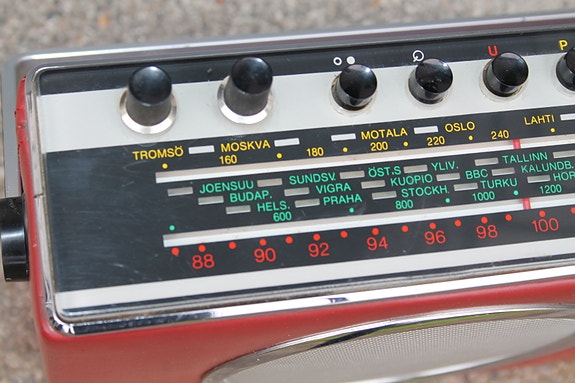 U P
TROMSÖ MOSKVA MOTALA OSLO LAHTI
160 180 200 220 240
JOENSUU SUNDSV. ÖST.S YLIV. TALLINN
BUDAP. VIGRA KUOPIO BBC KALUNDB.
HELS. PRAHA STOCKH. TURKU HOR
600 800 1000 1200
88 90 92 94 96 98 100